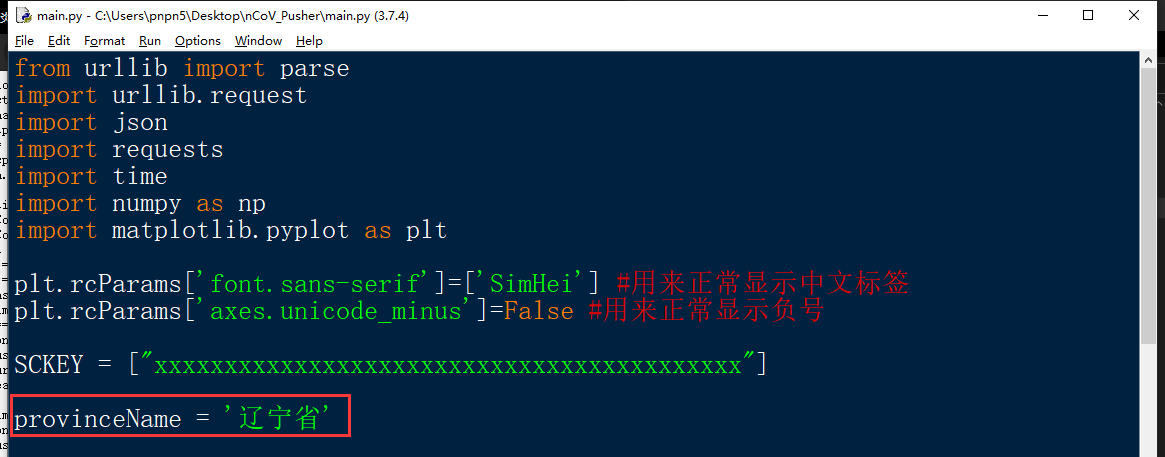 main.py - C:\Users\pnpn5\Desktop\nCoV_Pusher\main.py (3.7.4)
File Edit Format Run Options Window Help
from urllib import parse
import urllib.request
import json
import requests
import time
import numpy as np
import matplotlib.pyplot as plt
plt.rcParams['font.sans-serif']=['SimHei'] #用来正常显示中文标签
plt.rcParams['axes.unicode_minus']=False #用来正常显示负号
SCKEY = ["xxxxxxxxxxxxxxxxxxxxxxxxxxxxxxxxxxxxxxxxxx"]
provinceName = '辽宁省'